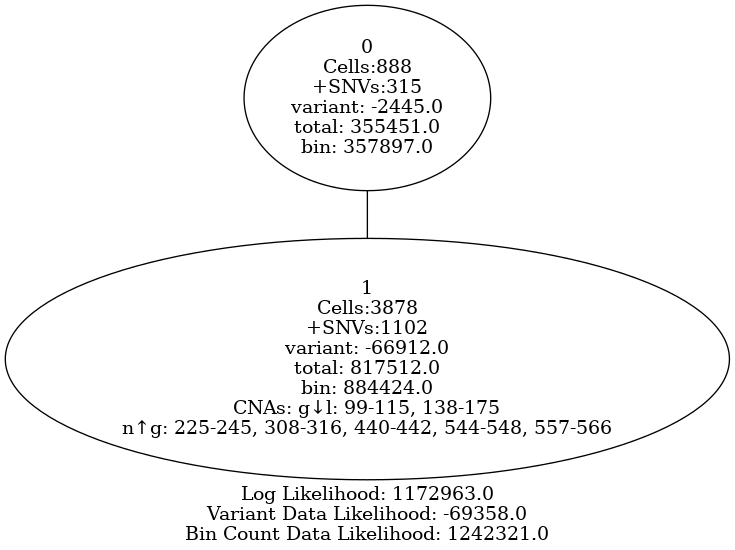 0
Cells:888
+SNVs:315
variant: -2445.0
total: 355451.0
bin: 357897.0
1
Cells:3878
+SNVs:1102
variant: -66912.0
total: 817512.0
bin: 884424.0
CNAs: g↓l: 99-115, 138-175
n↑g: 225-245, 308-316, 440-442, 544-548, 557-566
Log Likelihood: 1172963.0
Variant Data Likelihood: -69358.0
Bin Count Data Likelihood: 1242321.0